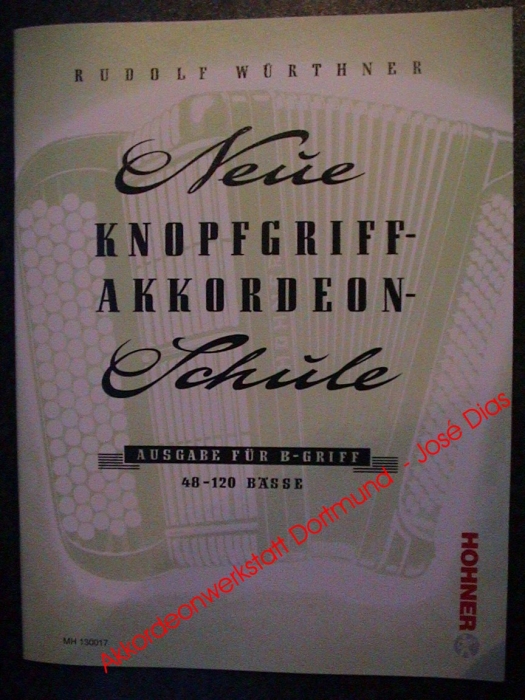 RUDOLF WÜRTHNER
Neue
KNOPFGRIFF-
AKKORDEON-
Schule
AUSGABE FÜR B-GRIFF
48-120 BÄSSE
Akkordeonwerkstatt Dortmund - José Dias
HOHNER
MH 130017